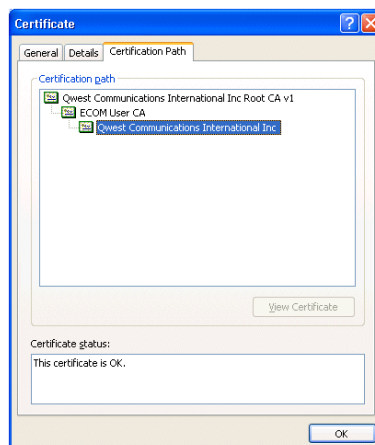 Certificate
General Details Certification Path
Certification path
Qwest Communications International Inc Root CA v1
ECOM User CA
Qwest Communications International Inc
View Certificate
Certificate status:
This certificate is OK.
OK